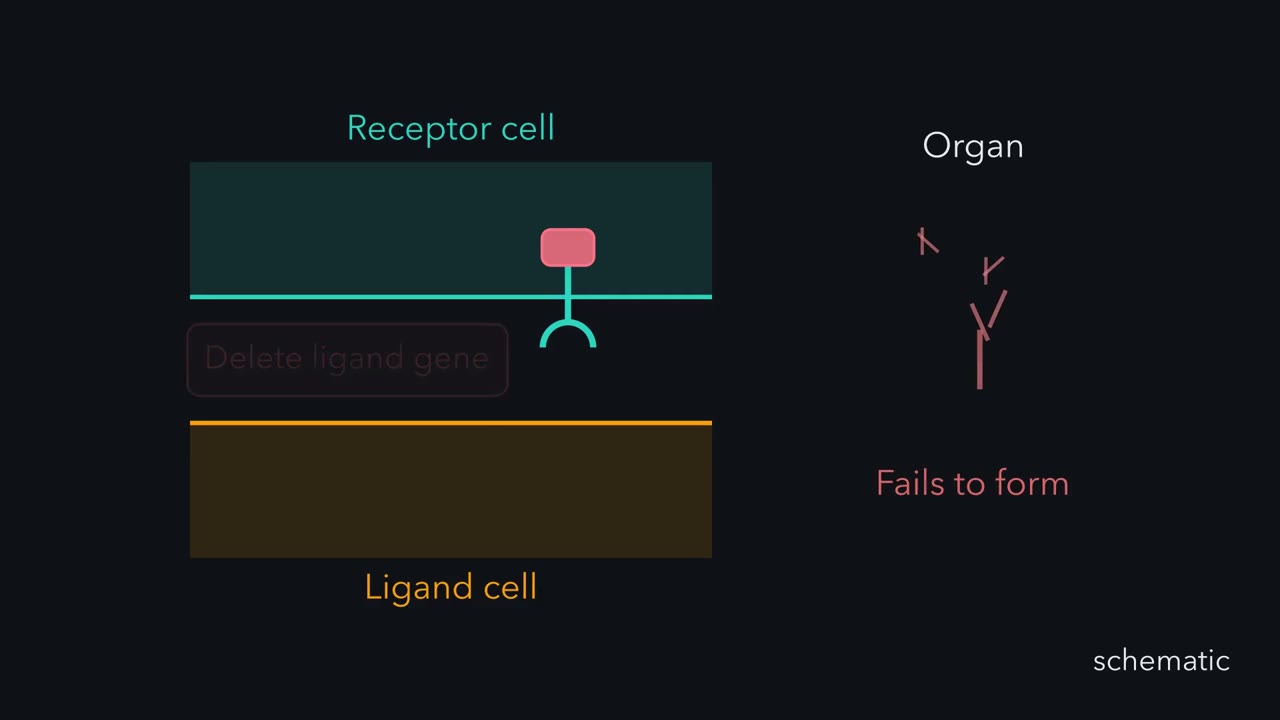 Receptor cell
Organ
Delete ligand gene
Fails to form
Ligand cell
schematic